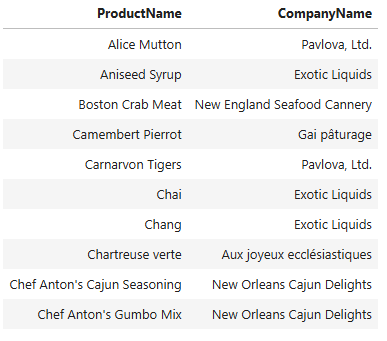 ProductName CompanyName
Alice Mutton Pavlova, Ltd.
Aniseed Syrup Exotic Liquids
Boston Crab Meat New England Seafood Cannery
Camembert Pierrot Gai pâturage
Carnarvon Tigers Pavlova, Ltd.
Chai Exotic Liquids
Chang Exotic Liquids
Chartreuse verte Aux joyeux ecclésiastiques
Chef Anton's Cajun Seasoning New Orleans Cajun Delights
Chef Anton's Gumbo Mix New Orleans Cajun Delights